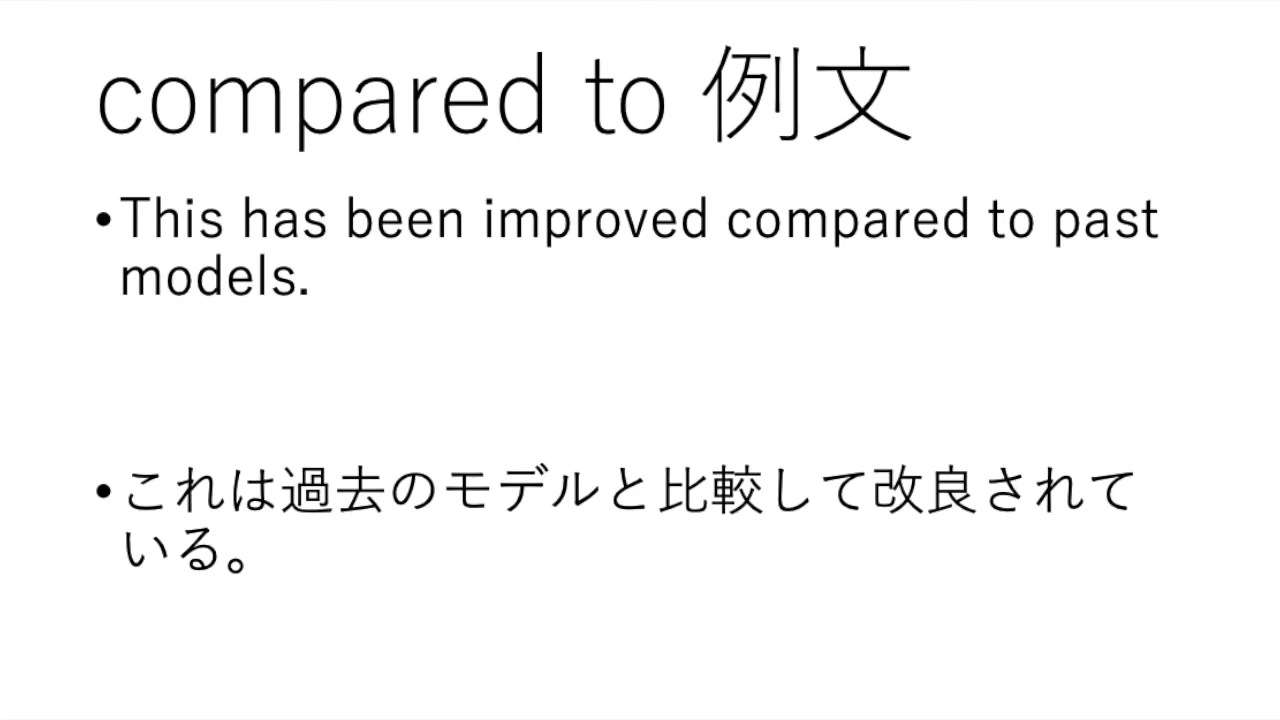 compared to 例文
•This has been improved compared to past
models.
•これは過去のモデルと比較して改良されて
いる。